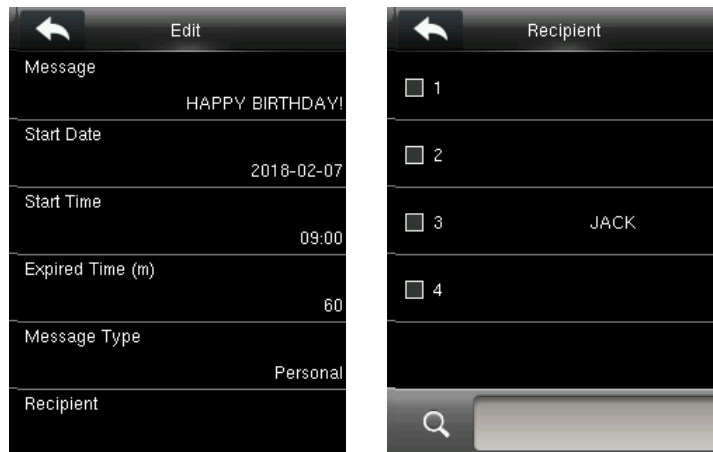 Edit
Message
HAPPY BIRTHDAY!
Start Date
2018-02-07
Start Time
09:00
Expired Time (m)
60
Message Type
Personal
Recipient
Recipient
1
2
3 JACK
4